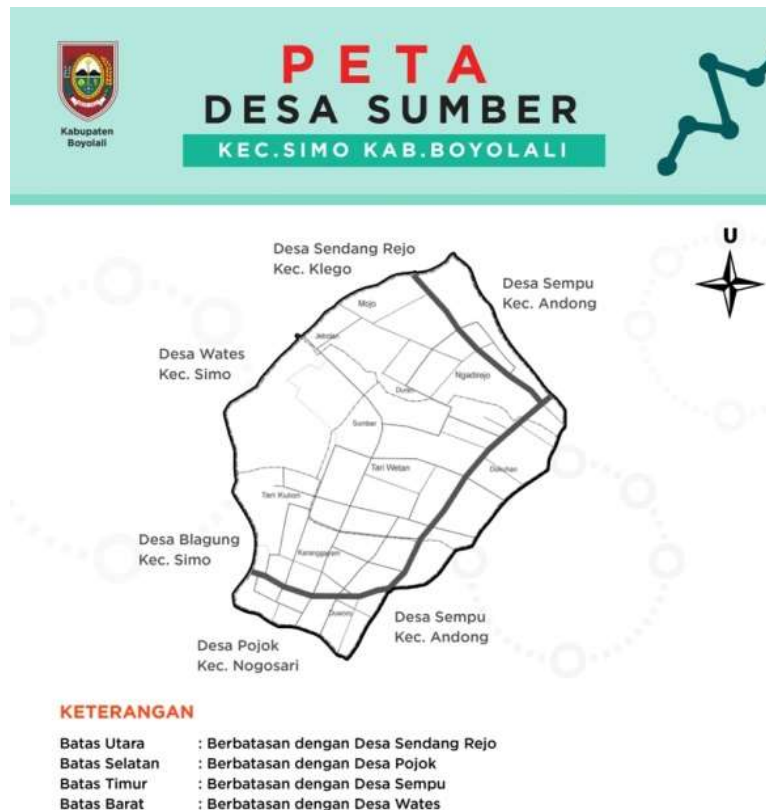 Kabupaten
Boyolali
PETA
DESA SUMBER
KEC.SIMO KAB.BOYOLALI
U
Desa Sendang Rejo
Kec. Klego
Desa Sempu
Kec. Andong
Mojo
Jetolan
Desa Wates
Kec. Simo
Ngadirejo
Duren
Sumber
Tari Wetan
Dukuhan
Tari Kulon
Desa Blagung
Kec. Simo
Desa Sempu
Kec. Andong
Desa Pojok
Kec. Nogosari
KETERANGAN
Batas Utara : Berbatasan dengan Desa Sendang Rejo
Batas Selatan : Berbatasan dengan Desa Pojok
Batas Timur : Berbatasan dengan Desa Sempu
Batas Barat : Berbatasan dengan Desa Wates